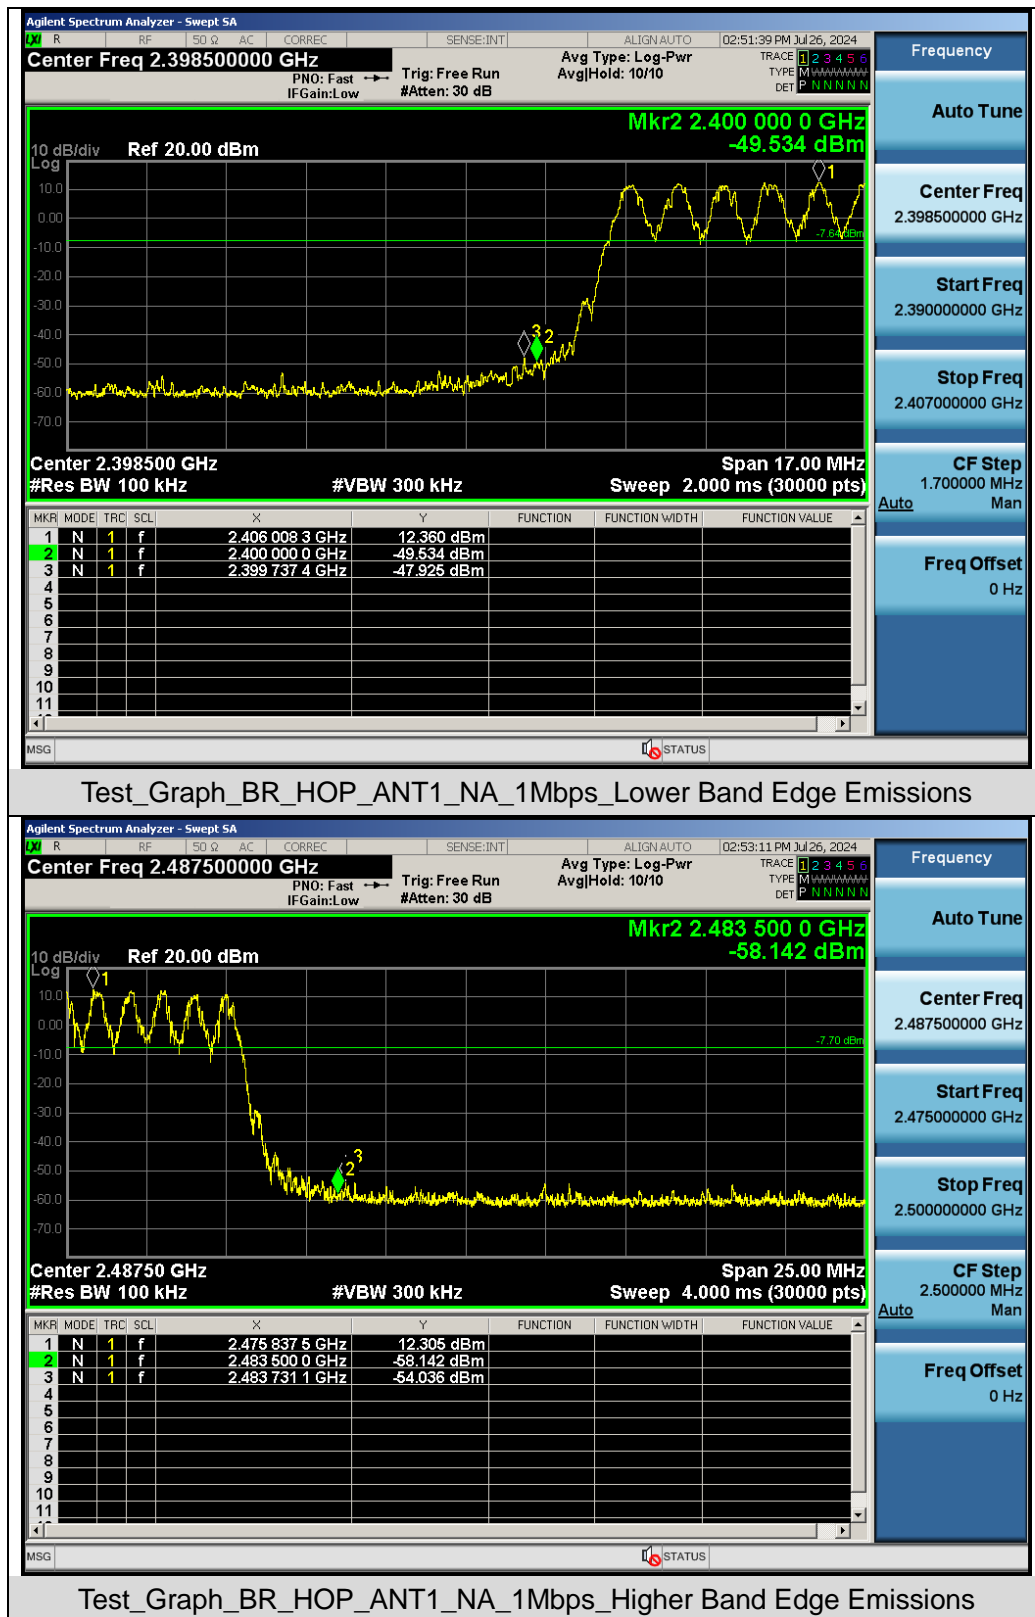 Agilent Spectrum Analyzer - Swept SA
LXI R RF 50 Ω AC CORREC SENSE:INT ALIGN AUTO 02:51:39 PM Jul 26, 2024
Center Freq 2.398500000 GHz Avg Type: Log-Pwr TRACE 1 2 3 4 5 6
PNO: Fast Trig: Free Run Avg|Hold: 10/10 TYPE M WWWWW
IFGain:Low #Atten: 30 dB DET P N N N N N
Mkr2 2.400 000 0 GHz
-49.534 dBm
10 dB/div Ref 20.00 dBm
Log
1
10.0
0.00
-7.64 dBm
-10.0
-20.0
-30.0
3 2
-40.0
-50.0
-60.0
-70.0
Center 2.398500 GHz Span 17.00 MHz
#Res BW 100 kHz #VBW 300 kHz Sweep 2.000 ms (30000 pts)
MKR MODE TRC SCL X Y FUNCTION FUNCTION WIDTH FUNCTION VALUE
1 N 1 f 2.406 008 3 GHz 12.360 dBm
2 N 1 f 2.400 000 0 GHz -49.534 dBm
3 N 1 f 2.399 737 4 GHz -47.925 dBm
4
5
6
7
8
9
10
11
MSG STATUS
Frequency
Auto Tune
Center Freq
2.398500000 GHz
Start Freq
2.390000000 GHz
Stop Freq
2.407000000 GHz
CF Step
1.700000 MHz
Auto Man
Freq Offset
0 Hz
Test_Graph_BR_HOP_ANT1_NA_1Mbps_Lower Band Edge Emissions
Agilent Spectrum Analyzer - Swept SA
LXI R RF 50 Ω AC CORREC SENSE:INT ALIGN AUTO 02:53:11 PM Jul 26, 2024
Center Freq 2.487500000 GHz Avg Type: Log-Pwr TRACE 1 2 3 4 5 6
PNO: Fast Trig: Free Run Avg|Hold: 10/10 TYPE M WWWWW
IFGain:Low #Atten: 30 dB DET P N N N N N
Mkr2 2.483 500 0 GHz
-58.142 dBm
10 dB/div Ref 20.00 dBm
Log
1
10.0
0.00
-7.70 dBm
-10.0
-20.0
-30.0
-40.0
3
2
-50.0
-60.0
-70.0
Center 2.48750 GHz Span 25.00 MHz
#Res BW 100 kHz #VBW 300 kHz Sweep 4.000 ms (30000 pts)
MKR MODE TRC SCL X Y FUNCTION FUNCTION WIDTH FUNCTION VALUE
1 N 1 f 2.475 837 5 GHz 12.305 dBm
2 N 1 f 2.483 500 0 GHz -58.142 dBm
3 N 1 f 2.483 731 1 GHz -54.036 dBm
4
5
6
7
8
9
10
11
MSG STATUS
Frequency
Auto Tune
Center Freq
2.487500000 GHz
Start Freq
2.475000000 GHz
Stop Freq
2.500000000 GHz
CF Step
2.500000 MHz
Auto Man
Freq Offset
0 Hz
Test_Graph_BR_HOP_ANT1_NA_1Mbps_Higher Band Edge Emissions